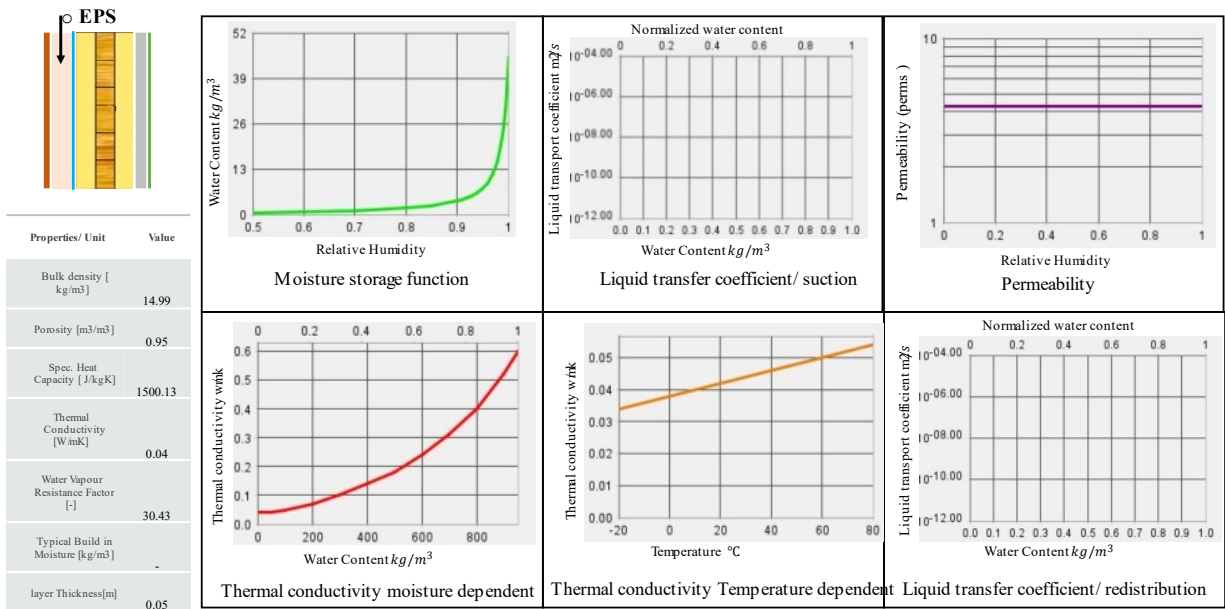 EPS
Properties/ Unit Value
Bulk density [
kg/m3]
14.99
Porosity [m3/m3]
0.95
Spec. Heat
Capacity [ J/kgK]
1500.13
Thermal
Conductivity
[W/mK]
0.04
Water Vapour
Resistance Factor
[-]
30.43
Typical Build in
Moisture [kg/m3]
-
layer Thickness[m]
0.05
Water Content kg/m³
52
39
26
13
0
0.5 0.6 0.7 0.8 0.9 1
Relative Humidity
Moisture storage function
Normalized water content
0 0.2 0.4 0.6 0.8 1
Liquid transport coefficient m2/s
10-04.00
10-06.00
10-08.00
10-10.00
10-12.00
0.0 0.1 0.2 0.3 0.4 0.5 0.6 0.7 0.8 0.9 1.0
Water Content kg/m³
Liquid transfer coefficient/ suction
Permeability (perms )
10
1
0 0.2 0.4 0.6 0.8 1
Relative Humidity
Permeability
0 0.2 0.4 0.6 0.8 1
Thermal conductivity w/mk
0.6
0.5
0.4
0.3
0.2
0.1
0.0
0 200 400 600 800
Water Content kg/m³
Thermal conductivity moisture dependent
Thermal conductivity w/mk
0.05
0.04
0.03
0.02
0.01
0.00
-20 0 20 40 60 80
Temperature ℃
Thermal conductivity Temperature dependent
Normalized water content
0 0.2 0.4 0.6 0.8 1
Liquid transport coefficient m2/s
10-04.00
10-06.00
10-08.00
10-10.00
10-12.00
0.0 0.1 0.2 0.3 0.4 0.5 0.6 0.7 0.8 0.9 1.0
Water Content kg/m³
Liquid transfer coefficient/ redistribution